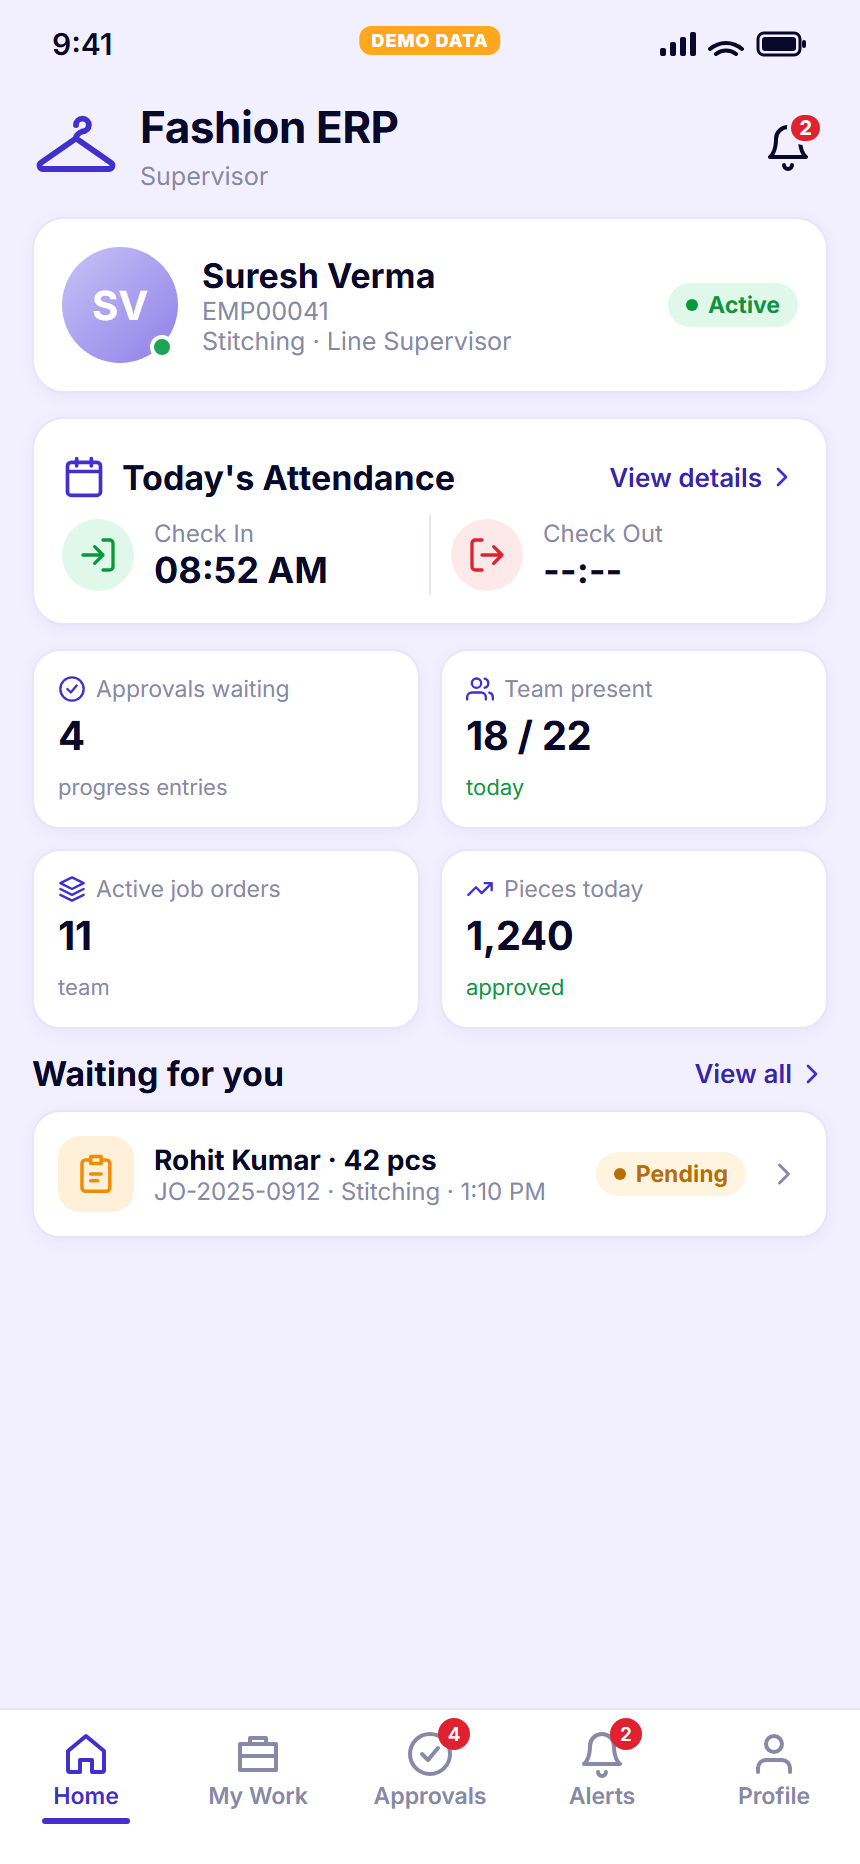 9:41
DEMO DATA
Fashion ERP
2
Supervisor
SV
Suresh Verma
EMP00041
Stitching · Line Supervisor
Active
Today's Attendance
View details
Check In
08:52 AM
Check Out
--:--
Approvals waiting
4
progress entries
Team present
18 / 22
today
Active job orders
11
team
Pieces today
1,240
approved
Waiting for you
View all
Rohit Kumar · 42 pcs
JO-2025-0912 · Stitching · 1:10 PM
Pending
Home
My Work
4
Approvals
2
Alerts
Profile